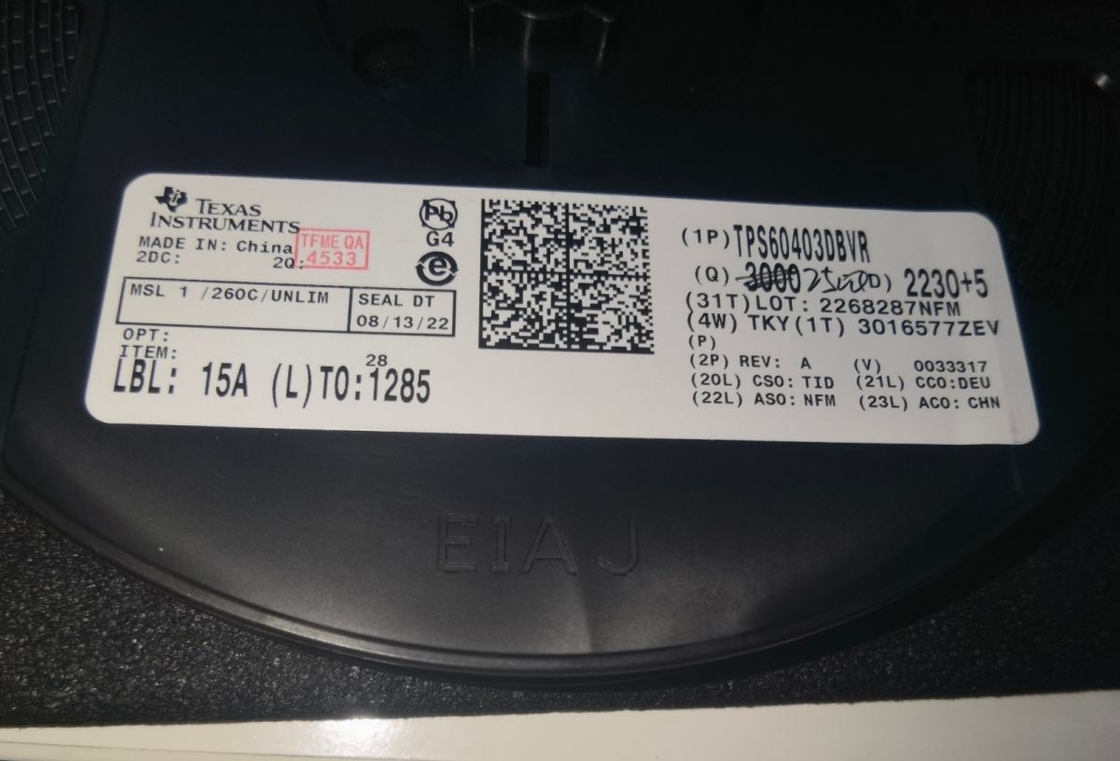 TEXAS
INSTRUMENTS
MADE IN: China
2DC: 2Q:
TFME QA
4533
MSL 1 /260C/UNLIM
SEAL DT
08/13/22
OPT:
ITEM:
28
LBL: 15A (L)TO:1285
Pb
G4
e
(1P)TPS60403DBVR
(Q) 3000 ) 2230+5
(31T)LOT: 2268287NFM
(4W) TKY(1T) 3016577ZEV
(P)
(2P) REV: A (V) 0033317
(20L) CSO: TID (21L) CCO:DEU
(22L) ASO: NFM (23L) ACO: CHN
EIAJ